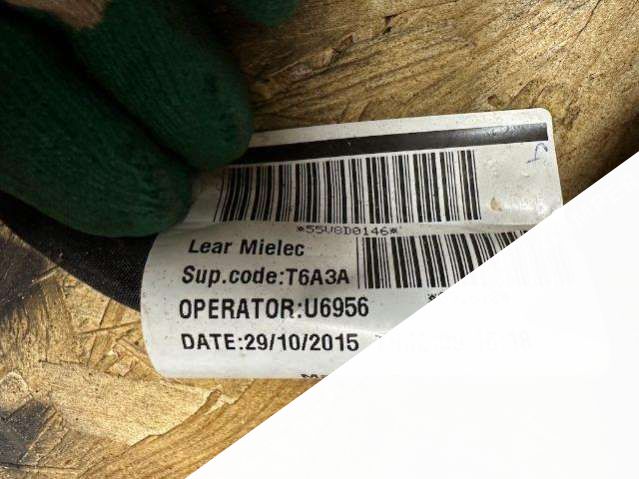 *55V8D0146*
Lear Mielec
Sup.code:T6A3A
OPERATOR:U6956
DATE:29/10/2015